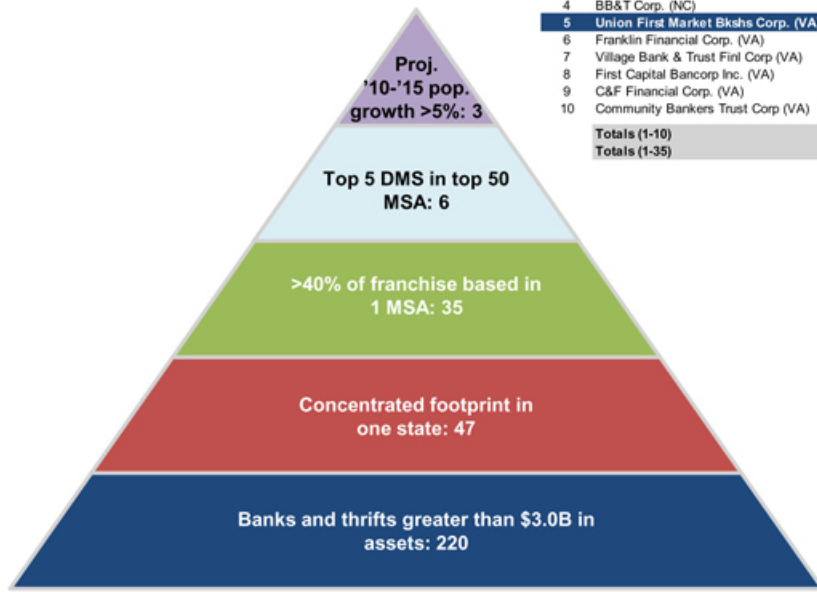 Proj.
'10-'15 pop.
growth >5%: 3
Top 5 DMS in top 50
MSA: 6
>40% of franchise based in
1 MSA: 35
Concentrated footprint in
one state: 47
Banks and thrifts greater than $3.0B in
assets: 220
4 BB&T Corp. (NC)
5 Union First Market Bkshs Corp. (VA
6 Franklin Financial Corp. (VA)
7 Village Bank & Trust Finl Corp (VA)
8 First Capital Bancorp Inc. (VA)
9 C&F Financial Corp. (VA)
10 Community Bankers Trust Corp (VA)
Totals (1-10)
Totals (1-35)